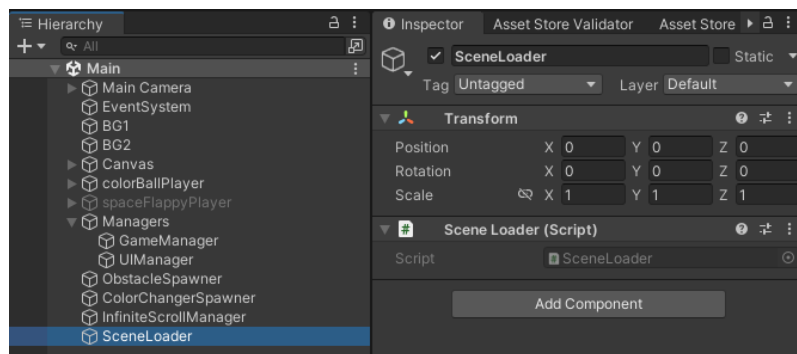 Hierarchy
All
Main
Main Camera
EventSystem
BG1
BG2
Canvas
colorBallPlayer
spaceFlappyPlayer
Managers
GameManager
UIManager
ObstacleSpawner
ColorChangerSpawner
InfiniteScrollManager
SceneLoader
Inspector Asset Store Validator Asset Store
SceneLoader Static
Tag Untagged Layer Default
Transform
Position X 0 Y 0 Z 0
Rotation X 0 Y 0 Z 0
Scale X 1 Y 1 Z 1
# Scene Loader (Script)
Script SceneLoader
Add Component